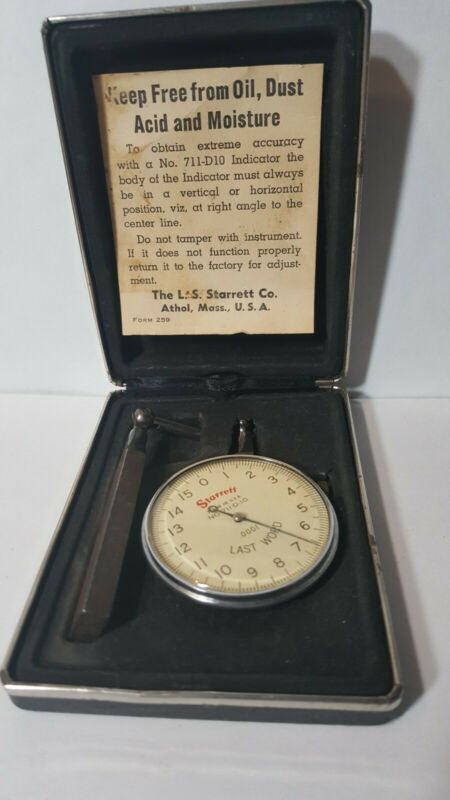 Keep Free from Oil, Dust
Acid and Moisture
To obtain extreme accuracy
with a No. 711-D10 Indicator the
body of the Indicator must always
be in a vertical or horizontal
position, viz, at right angle to the
center line.
Do not tamper with instrument.
If it does not function properly
return it to the factory for adjust-
ment.
The L. S. Starrett Co.
Athol, Mass., U. S. A.
FORM 259
0 1 2 3 4 5 6 7 8 9 10 11 12 13 14 15
Starrett
.0001
LAST WORD